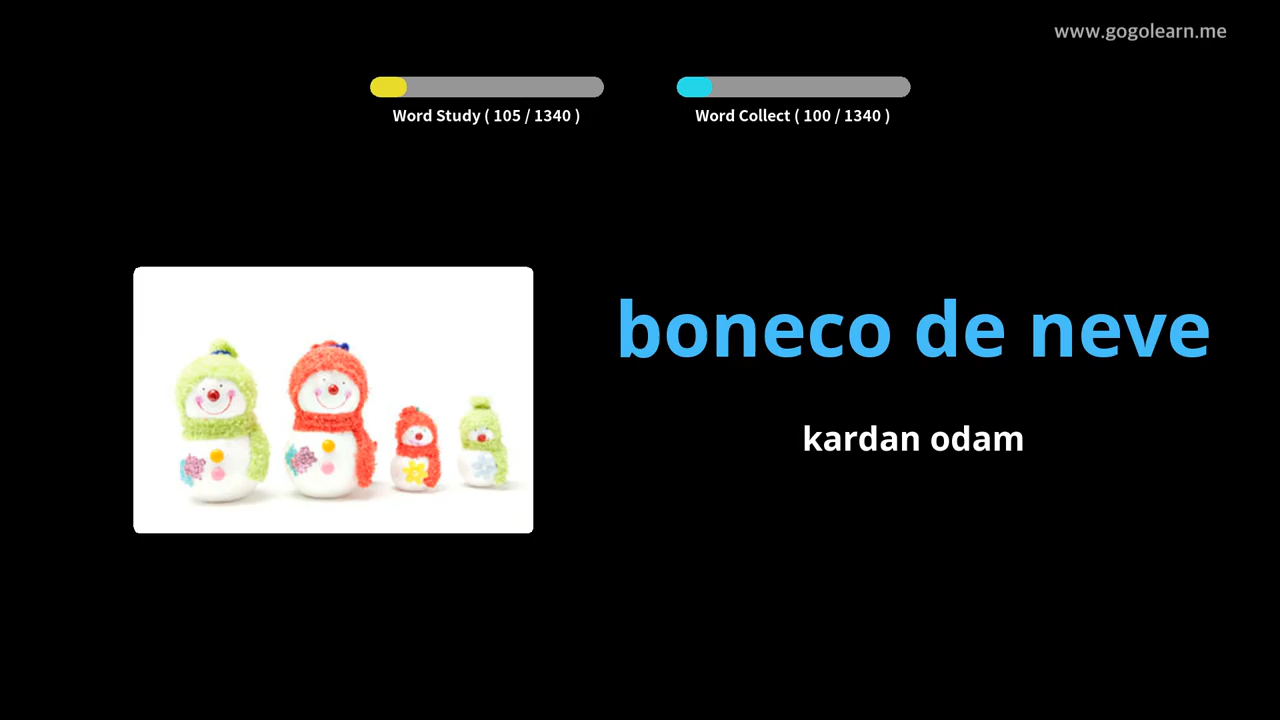 www.gogolearn.me
Word Study ( 105 / 1340 )
Word Collect ( 100 / 1340 )
boneco de neve
kardan odam